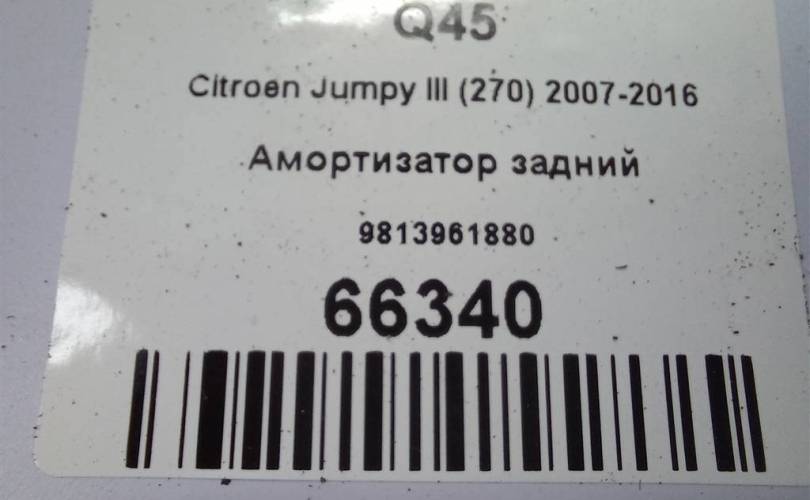 Q45
Citroen Jumpy III (270) 2007-2016
Амортизатор задний
9813961880
66340